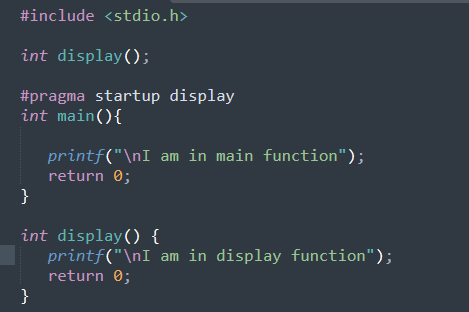 #include <stdio.h>
int display();
#pragma startup display
int main(){
printf("\nI am in main function");
return 0;
}
int display() {
printf("\nI am in display function");
return 0;
}